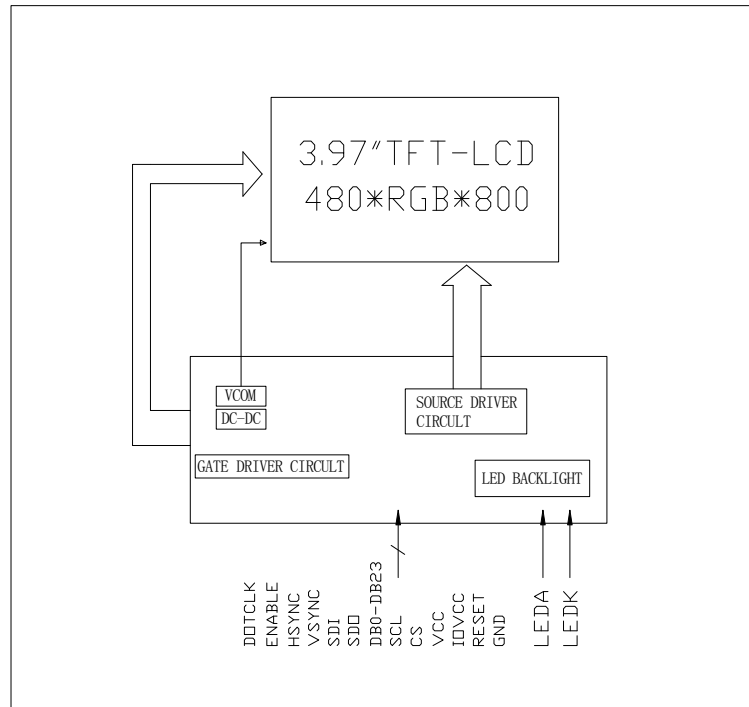 3.97"TFT-LCD
480*RGB*800
VCOM
DC-DC
SOURCE DRIVER
CIRCULT
GATE DRIVER CIRCULT
LED BACKLIGHT
DOTCLK
ENABLE
HSYNC
VSYNC
SDI
SDO
DB0-DB23
SCL
CS
VCC
IOVCC
RESET
GND
LEDA
LEDK